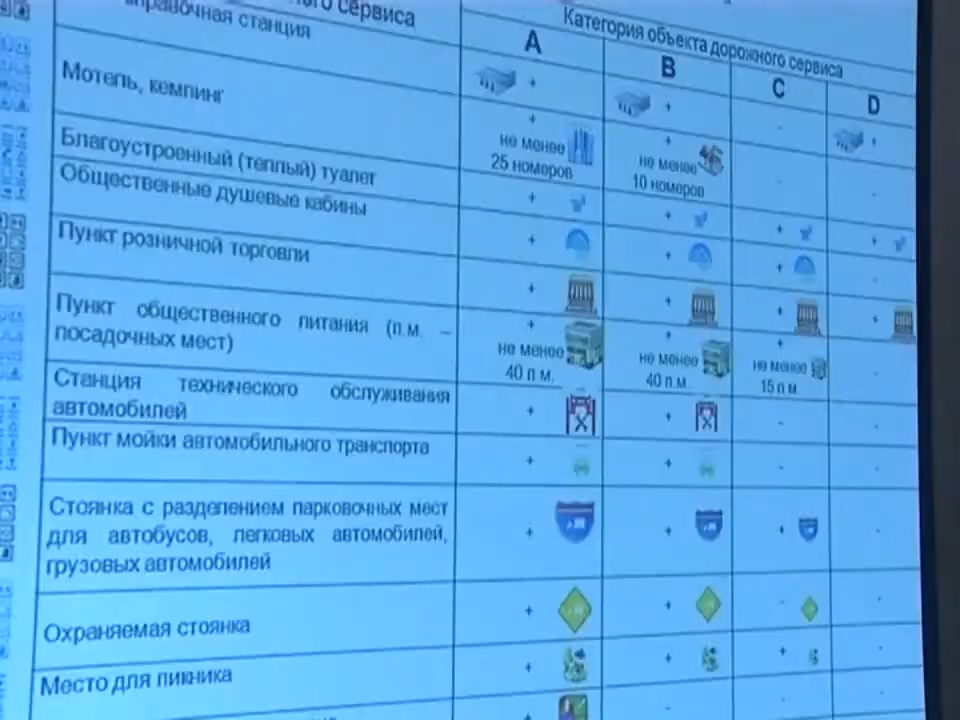 сервиса
Категория объекта дорожного сервиса
A B C D
станция
+ + - +
Мотель, кемпинг
+ + - -
не менее не менее
25 номеров 10 номеров
Благоустроенный (теплый) туалет
+ + + +
Общественные душевые кабины
+ + + -
Пункт розничной торговли
+ + + +
Пункт общественного питания (п.м. –
посадочных мест)
+ + + -
не менее не менее не менее
40 п.м. 40 п.м. 15 п.м.
Станция технического обслуживания
автомобилей
+ + - -
Пункт мойки автомобильного транспорта
+ + - -
Стоянка с разделением парковочных мест
для автобусов, легковых автомобилей,
грузовых автомобилей
+ + + -
Охраняемая стоянка
+ + - -
Место для пикника
+ + + -